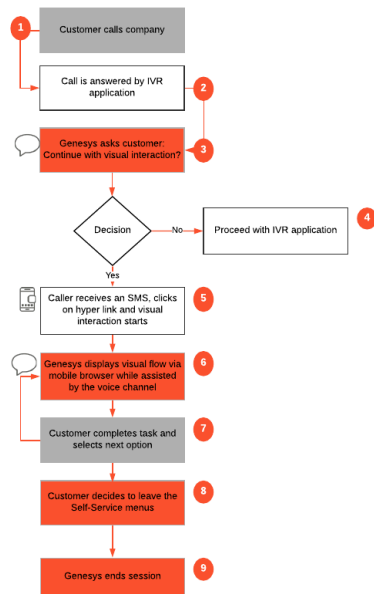 1
Customer calls company
Call is answered by IVR
application
2
Genesys asks customer:
Continue with visual interaction?
3
Decision
No
Proceed with IVR application
4
Yes
Caller receives an SMS, clicks
on hyper link and visual
interaction starts
5
Genesys displays visual flow via
mobile browser while assisted
by the voice channel
6
Customer completes task and
selects next option
7
Customer decides to leave the
Self-Service menus
8
Genesys ends session
9